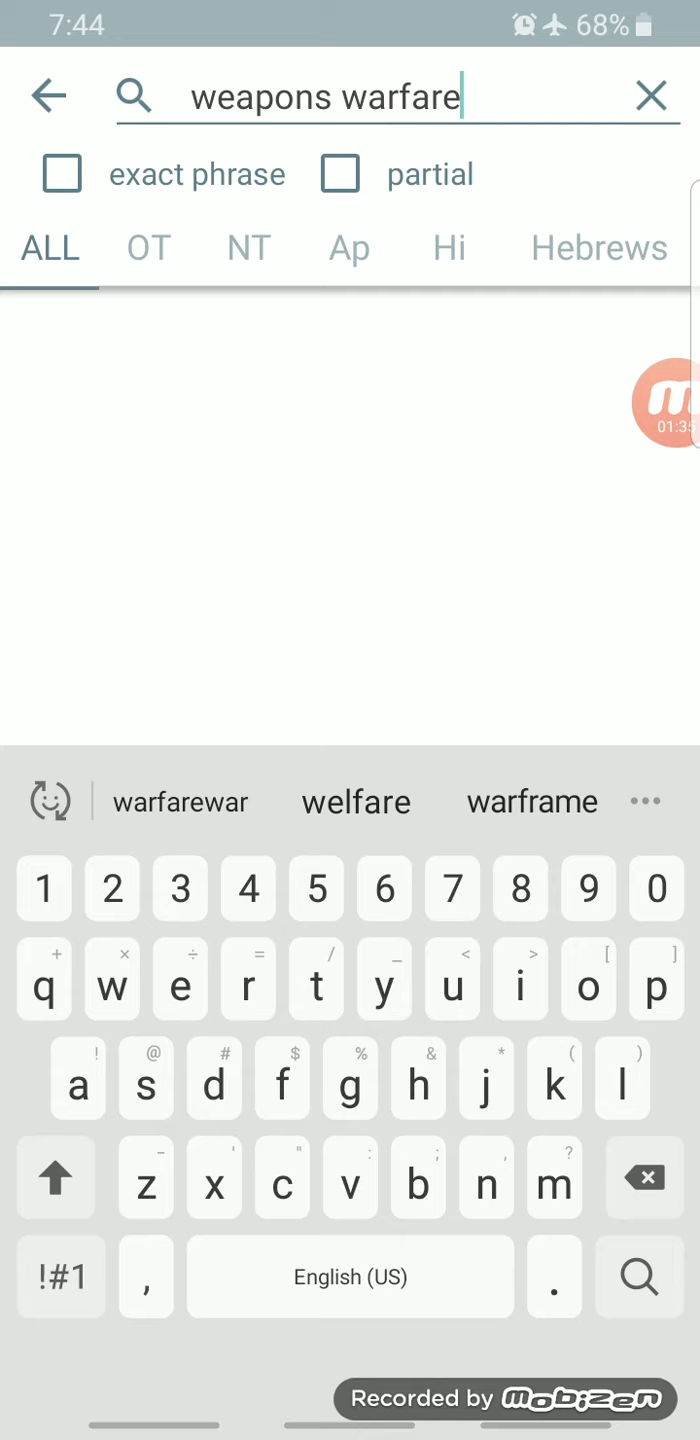 7:44 68%
weapons warfare
exact phrase partial
ALL OT NT Ap Hi Hebrews
m
01:35
warfarewar welfare warframe •••
1 2 3 4 5 6 7 8 9 0
+ × ÷ = / _ < > [ ]
q w e r t y u i o p
! @ # $ % & * ( )
a s d f g h j k l
- ' " : ; , ?
z x c v b n m
!#1 , English (US) .
Recorded by mobizen